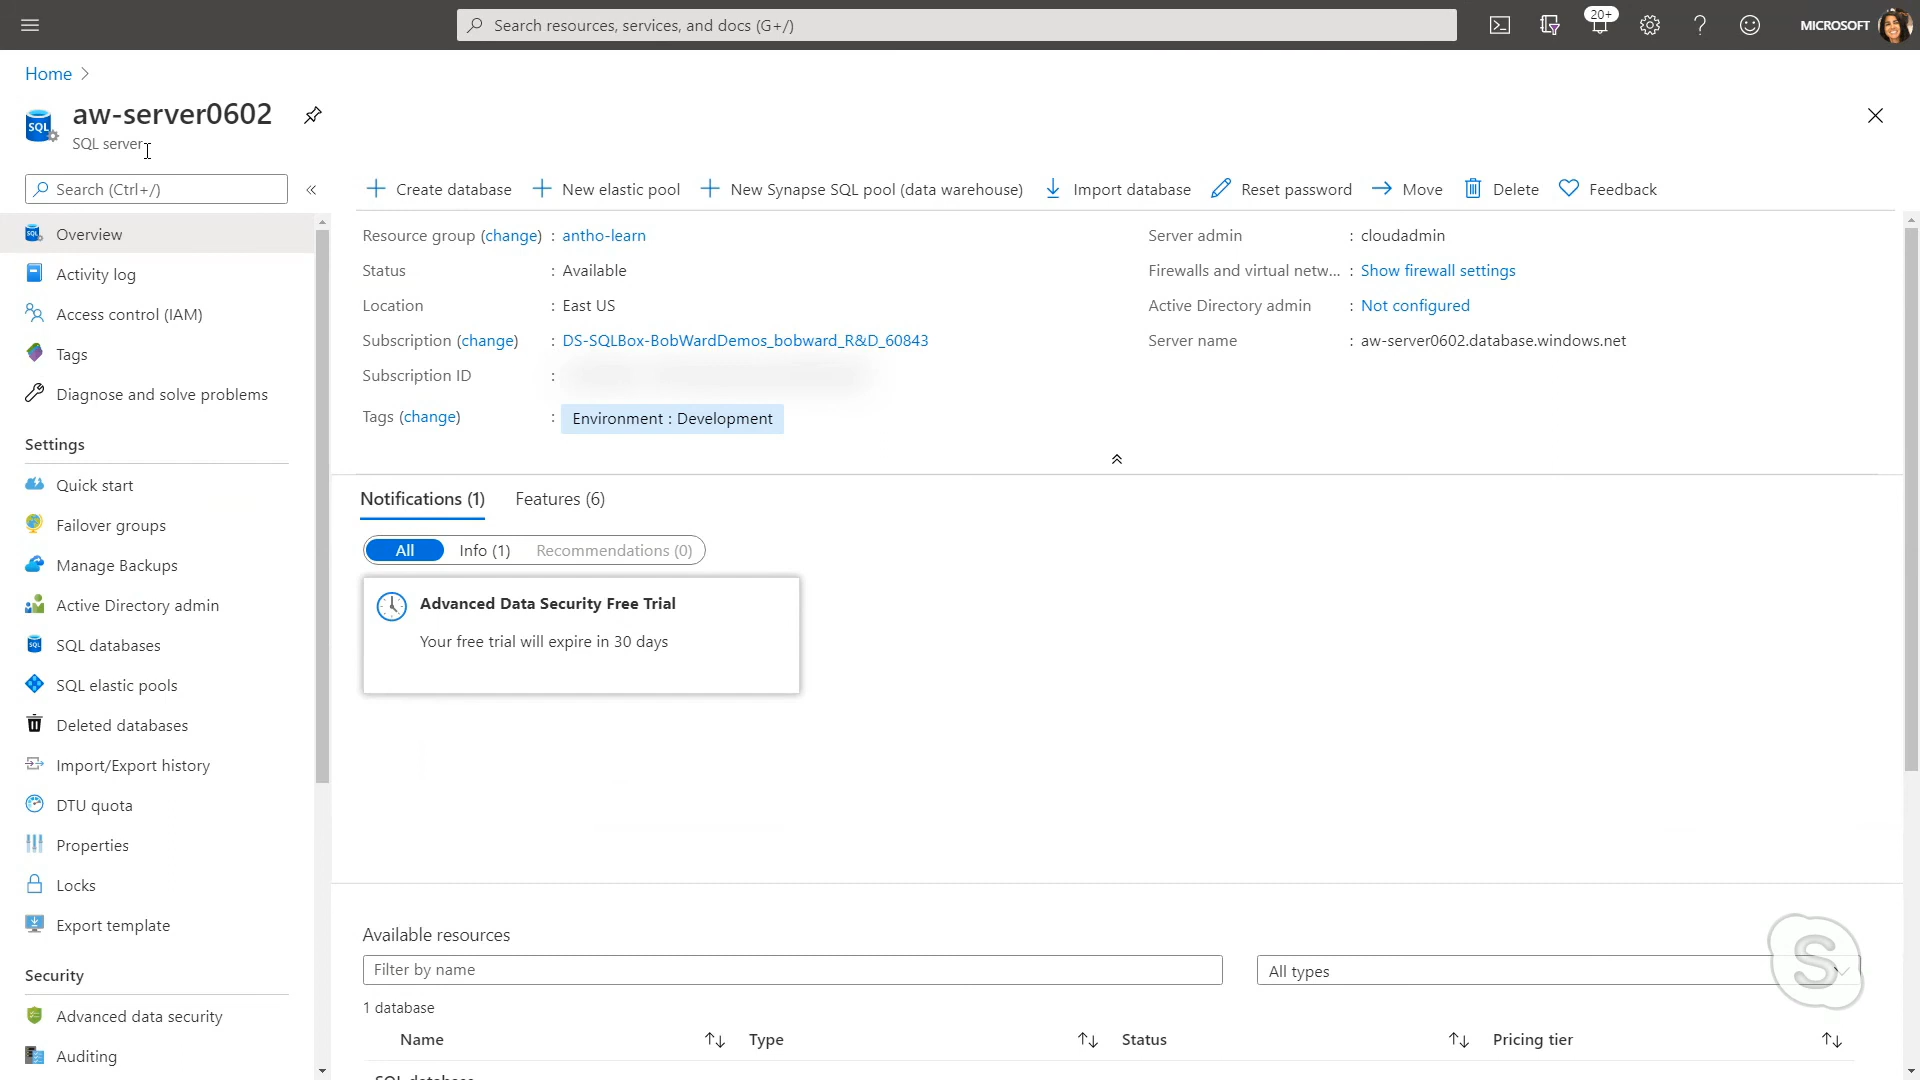 Search resources, services, and docs (G+/)
20+
MICROSOFT
Home
SQL
aw-server0602
SQL server
Search (Ctrl+/)
Create database
New elastic pool
New Synapse SQL pool (data warehouse)
Import database
Reset password
Move
Delete
Feedback
Overview
Activity log
Access control (IAM)
Tags
Diagnose and solve problems
Settings
Quick start
Failover groups
Manage Backups
Active Directory admin
SQL databases
SQL elastic pools
Deleted databases
Import/Export history
DTU quota
Properties
Locks
Export template
Security
Advanced data security
Auditing
Resource group (change) : antho-learn
Status : Available
Location : East US
Subscription (change) : DS-SQLBox-BobWardDemos_bobward_R&D_60843
Subscription ID :
Tags (change) : Environment : Development
Server admin : cloudadmin
Firewalls and virtual netw... : Show firewall settings
Active Directory admin : Not configured
Server name : aw-server0602.database.windows.net
Notifications (1) Features (6)
All Info (1) Recommendations (0)
Advanced Data Security Free Trial
Your free trial will expire in 30 days
Available resources
Filter by name
All types
1 database
Name Type Status Pricing tier
SQL database